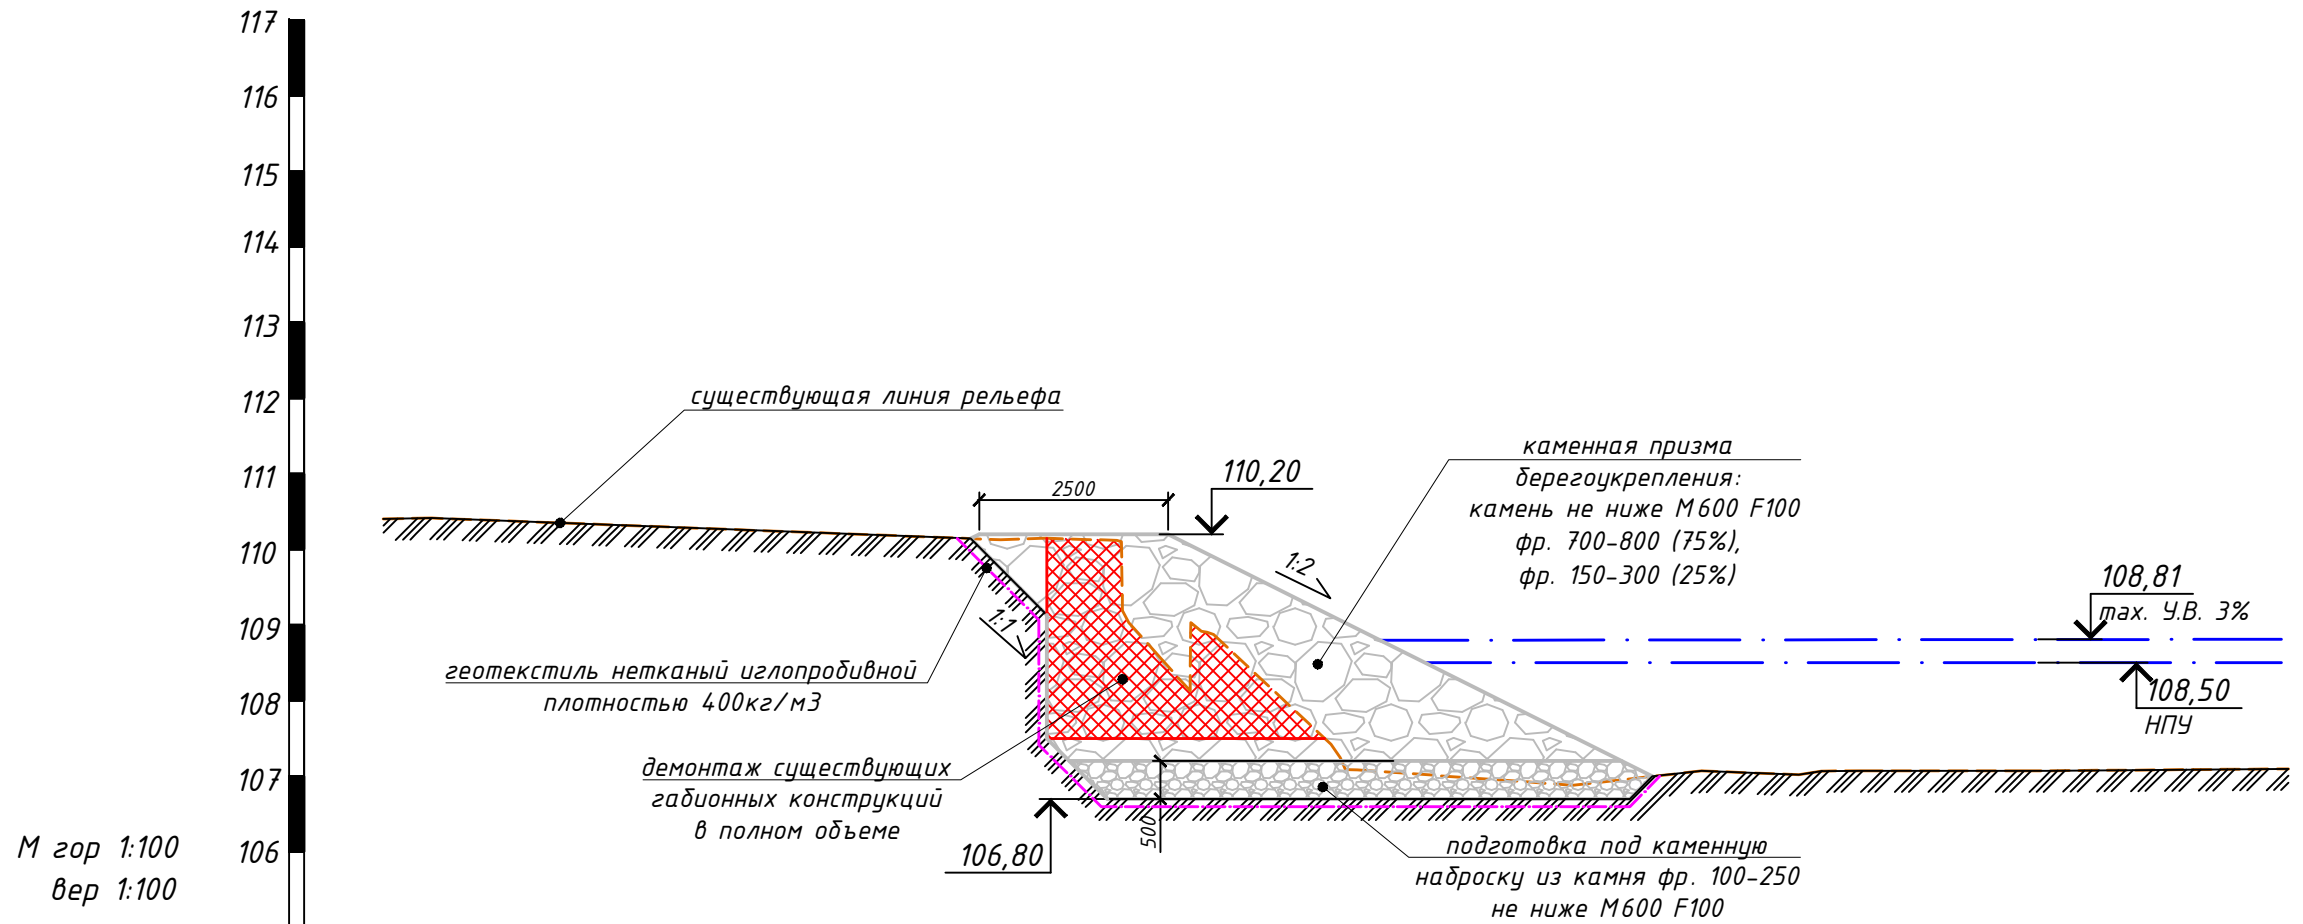 117
116
115
114
113
112
111
110
109
108
107
106
М гор 1:100
вер 1:100
существующая линия рельефа
2500
110,20
каменная призма
берегоукрепления:
камень не ниже М600 F100
фр. 700-800 (75%),
фр. 150-300 (25%)
1:2
108,81
max. У.В. 3%
108,50
НПУ
1:1
геотекстиль нетканый иглопробивной
плотностью 400кг/м3
демонтаж существующих
габионных конструкций
в полном объеме
106,80
500
подготовка под каменную
наброску из камня фр. 100-250
не ниже М600 F100